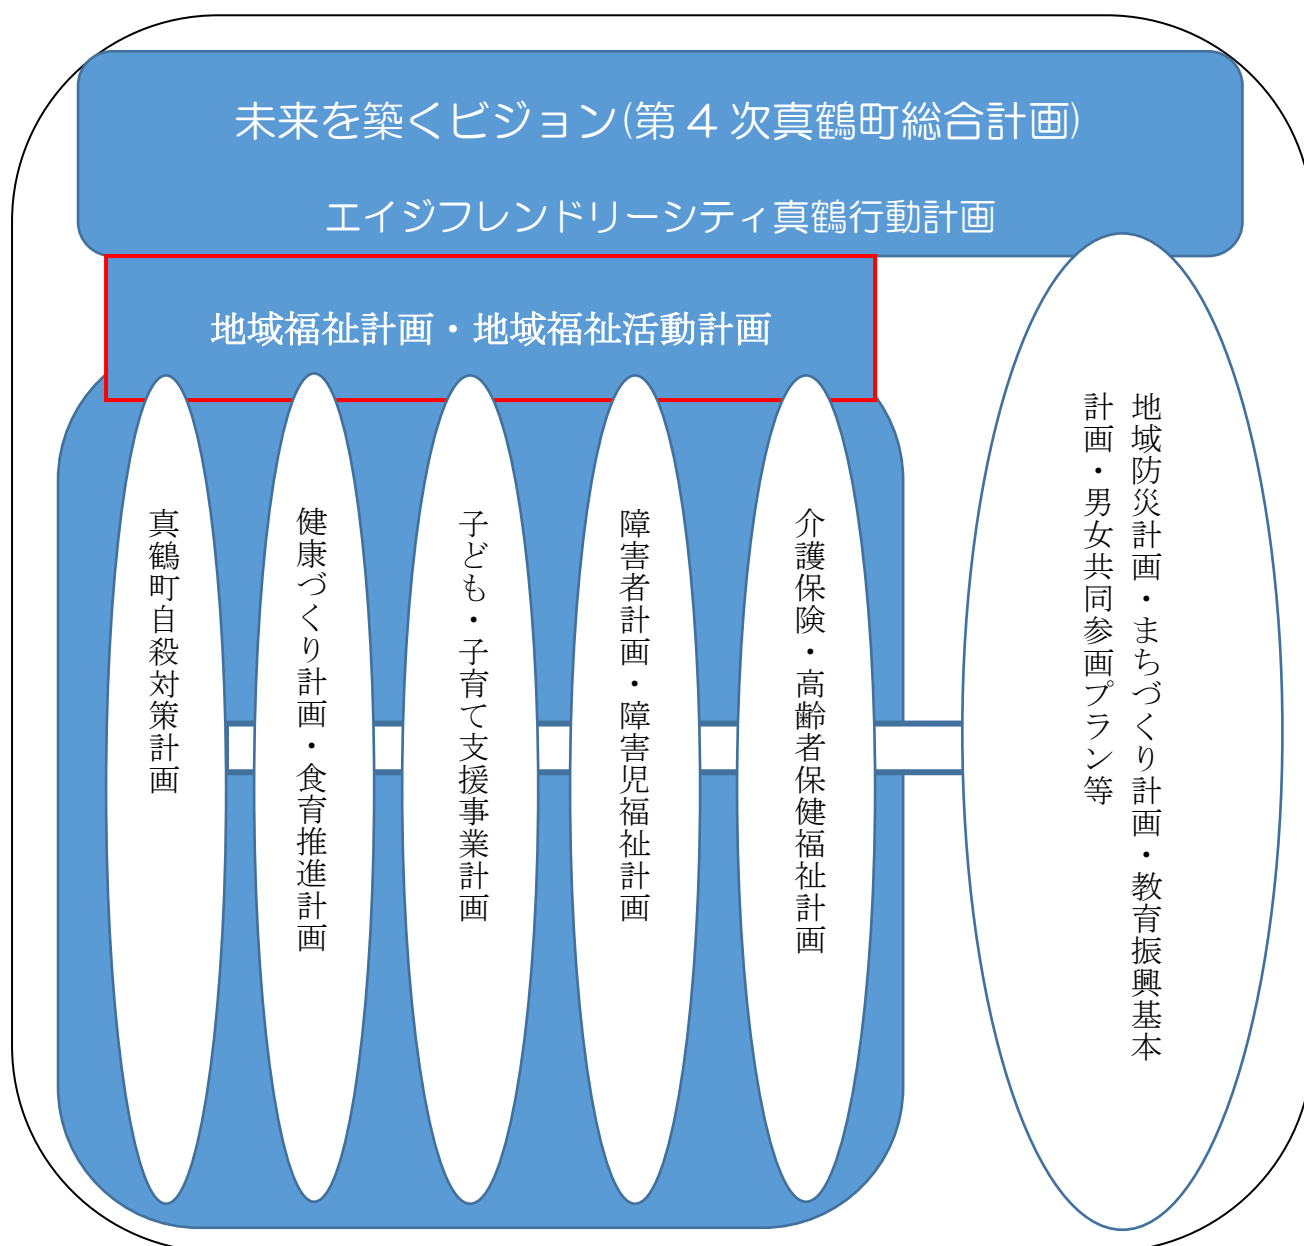 未来を築くビジョン(第４次真鶴町総合計画)
エイジフレンドリーシティ真鶴行動計画
地域福祉計画・地域福祉活動計画
真鶴町自殺対策計画
健康づくり計画・食育推進計画
子ども・子育て支援事業計画
障害者計画・障害児福祉計画
介護保険・高齢者保健福祉計画
地域防災計画・まちづくり計画・教育振興基本
計画・男女共同参画プラン等